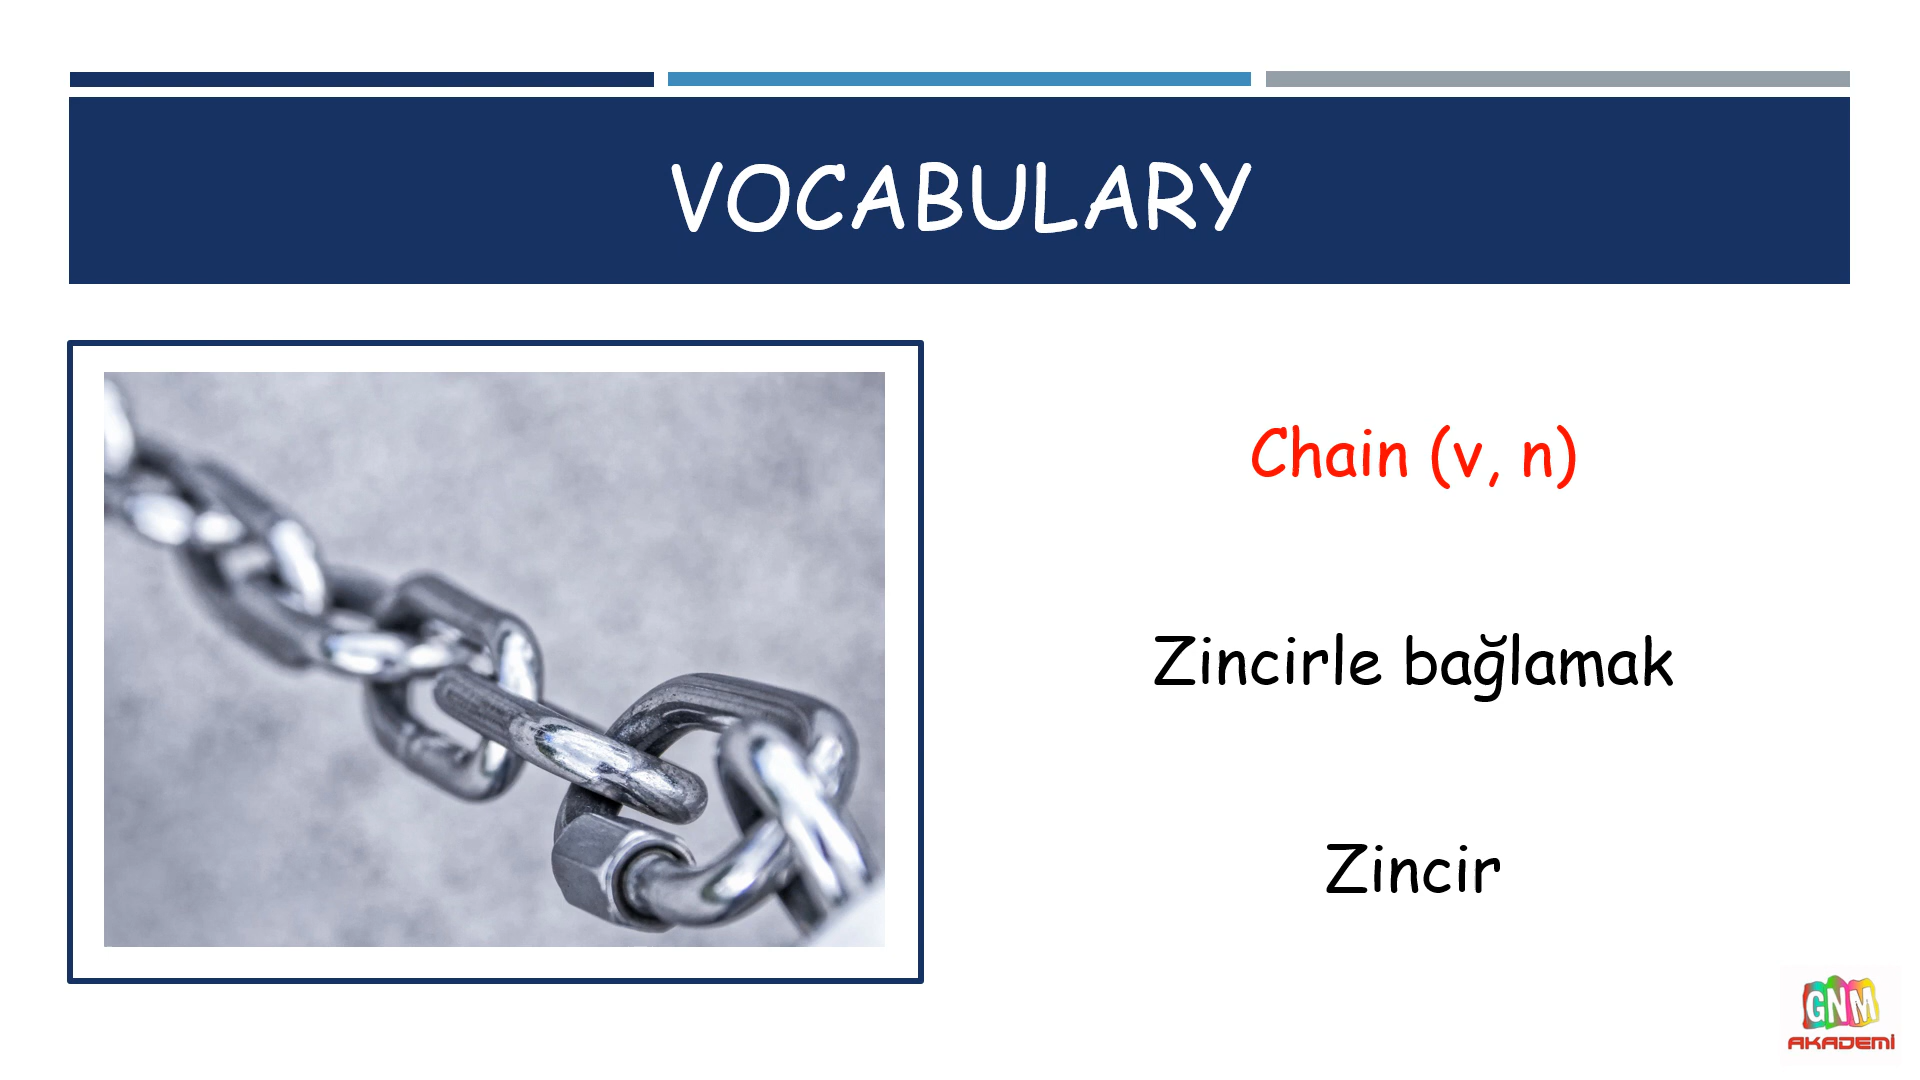 VOCABULARY
Chain (v, n)
Zincirle bağlamak
Zincir
GNM
AKADEMİ